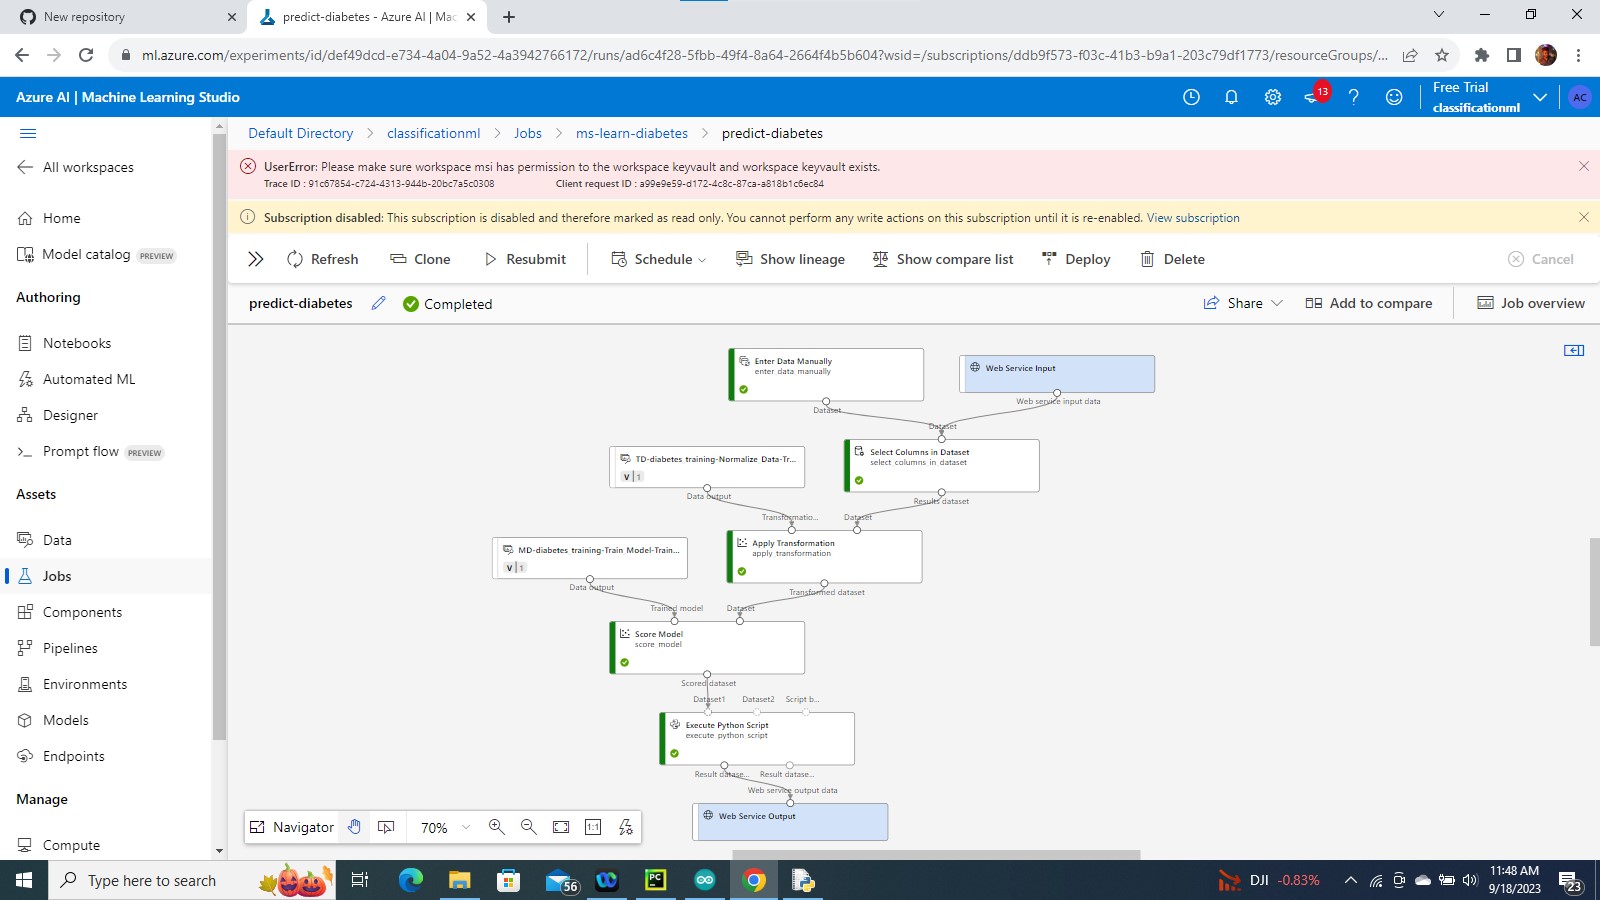 New repository
predict-diabetes - Azure AI | Mac
ml.azure.com/experiments/id/def49dcd-e734-4a04-9a52-4a3942766172/runs/ad6c4f28-5fbb-49f4-8a64-2664f4b5b604?wsid=/subscriptions/ddb9f573-f03c-41b3-b9a1-203c79df1773/resourceGroups/...
Azure AI | Machine Learning Studio
13
Free Trial
classificationml
AC
Default Directory > classificationml > Jobs > ms-learn-diabetes > predict-diabetes
All workspaces
Home
Model catalog PREVIEW
Authoring
Notebooks
Automated ML
Designer
Prompt flow PREVIEW
Assets
Data
Jobs
Components
Pipelines
Environments
Models
Endpoints
Manage
Compute
UserError: Please make sure workspace msi has permission to the workspace keyvault and workspace keyvault exists.
Trace ID : 91c67854-c724-4313-944b-20bc7a5c0308 Client request ID : a99e9e59-d172-4c8c-87ca-a818b1c6ec84
Subscription disabled: This subscription is disabled and therefore marked as read only. You cannot perform any write actions on this subscription until it is re-enabled. View subscription
Refresh Clone Resubmit Schedule Show lineage Show compare list Deploy Delete Cancel
predict-diabetes Completed Share Add to compare Job overview
Enter Data Manually
enter data manually
Web Service Input
Dataset
Web service input data
Dataset
Select Columns in Dataset
select columns in dataset
TD-diabetes training-Normalize Data-Tr...
v | 1
Data output
Results dataset
Transformatio...
Dataset
Apply Transformation
apply transformation
MD-diabetes training-Train Model-Train...
v | 1
Data output
Transformed dataset
Trained model
Dataset
Score Model
score model
Scored dataset
Dataset1
Dataset2
Script b...
Execute Python Script
execute python script
Result datase...
Result datase...
Web service output data
Web Service Output
Navigator
70%
1:1
Type here to search
56
PC
DJI -0.83%
11:48 AM
9/18/2023
23